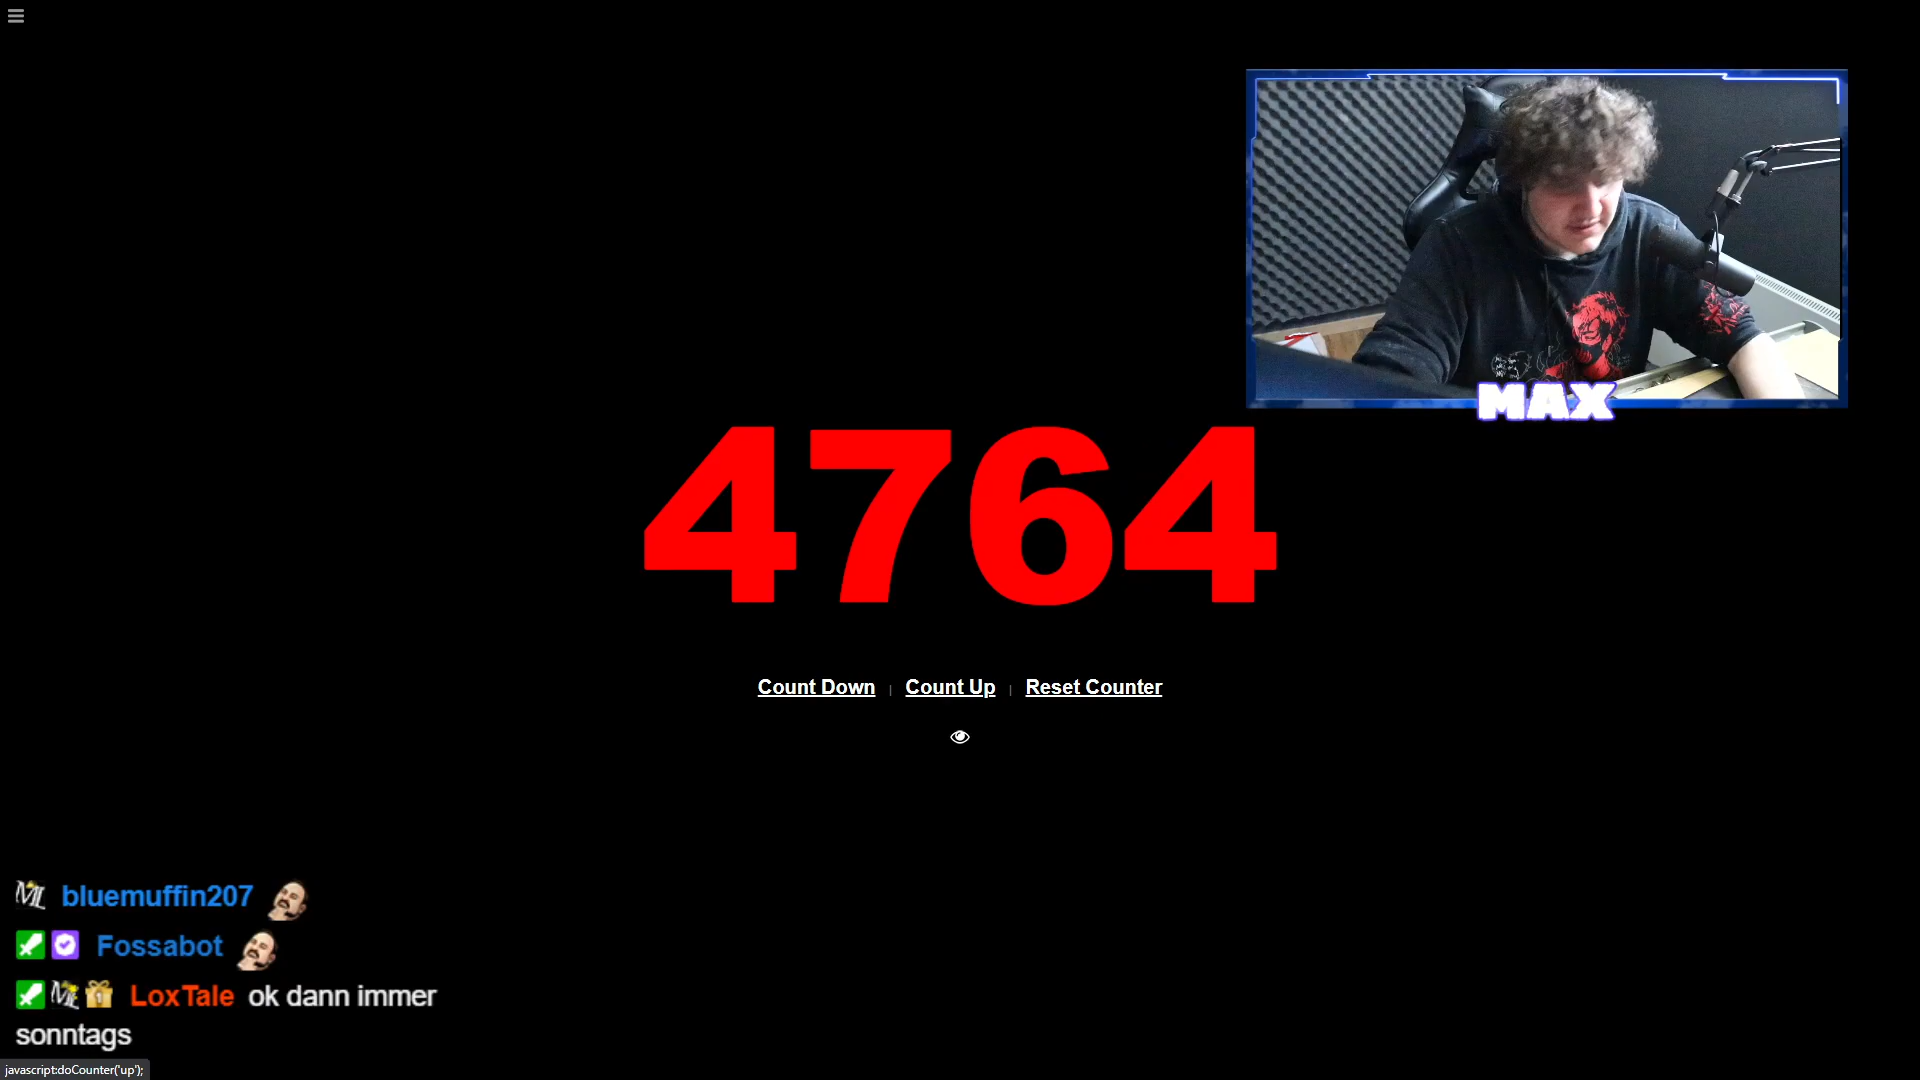 MAX
4764
Count Down | Count Up | Reset Counter
bluemuffin207
Fossabot
LoxTale ok dann immer
sonntags
javascript:doCounter('up');